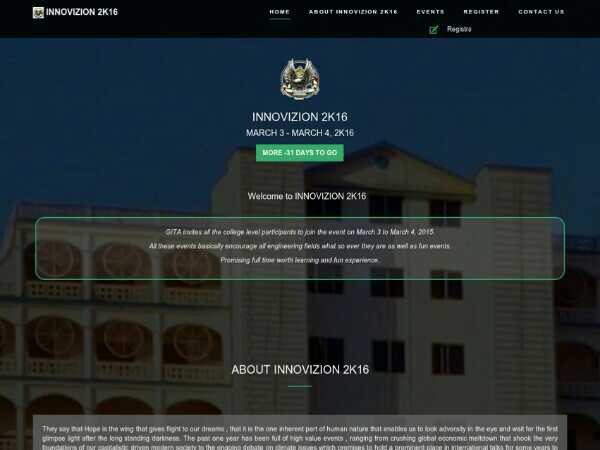 INNOVIZION 2K16
HOME ABOUT INNOVIZION 2K16 EVENTS REGISTER CONTACT US
Registre
INNOVIZION 2K16
MARCH 3 - MARCH 4, 2K16
MORE -31 DAYS TO GO
Welcome to INNOVIZION 2K16
GITA Invites all the college level participants to join the event on March 3 to March 4, 2015.
All these events basically encourage all engineering fields what so ever they are as well as fun events.
Promising full time worth learning and fun experience.
ABOUT INNOVIZION 2K16
They say that Hope is the wing that gives flight to our dreams , that it is the one inherent part of human nature that enables us to look adversity in the eye and wait for the first
glimpse light after the long standing darkness. The past one year has been full of high value events , ranging from crushing global economic meltdown that shook the very
foundations of our capitalistic driven modern society to the ongoing debate on climate issues which promises to hold a prominent place in international talks for some years to